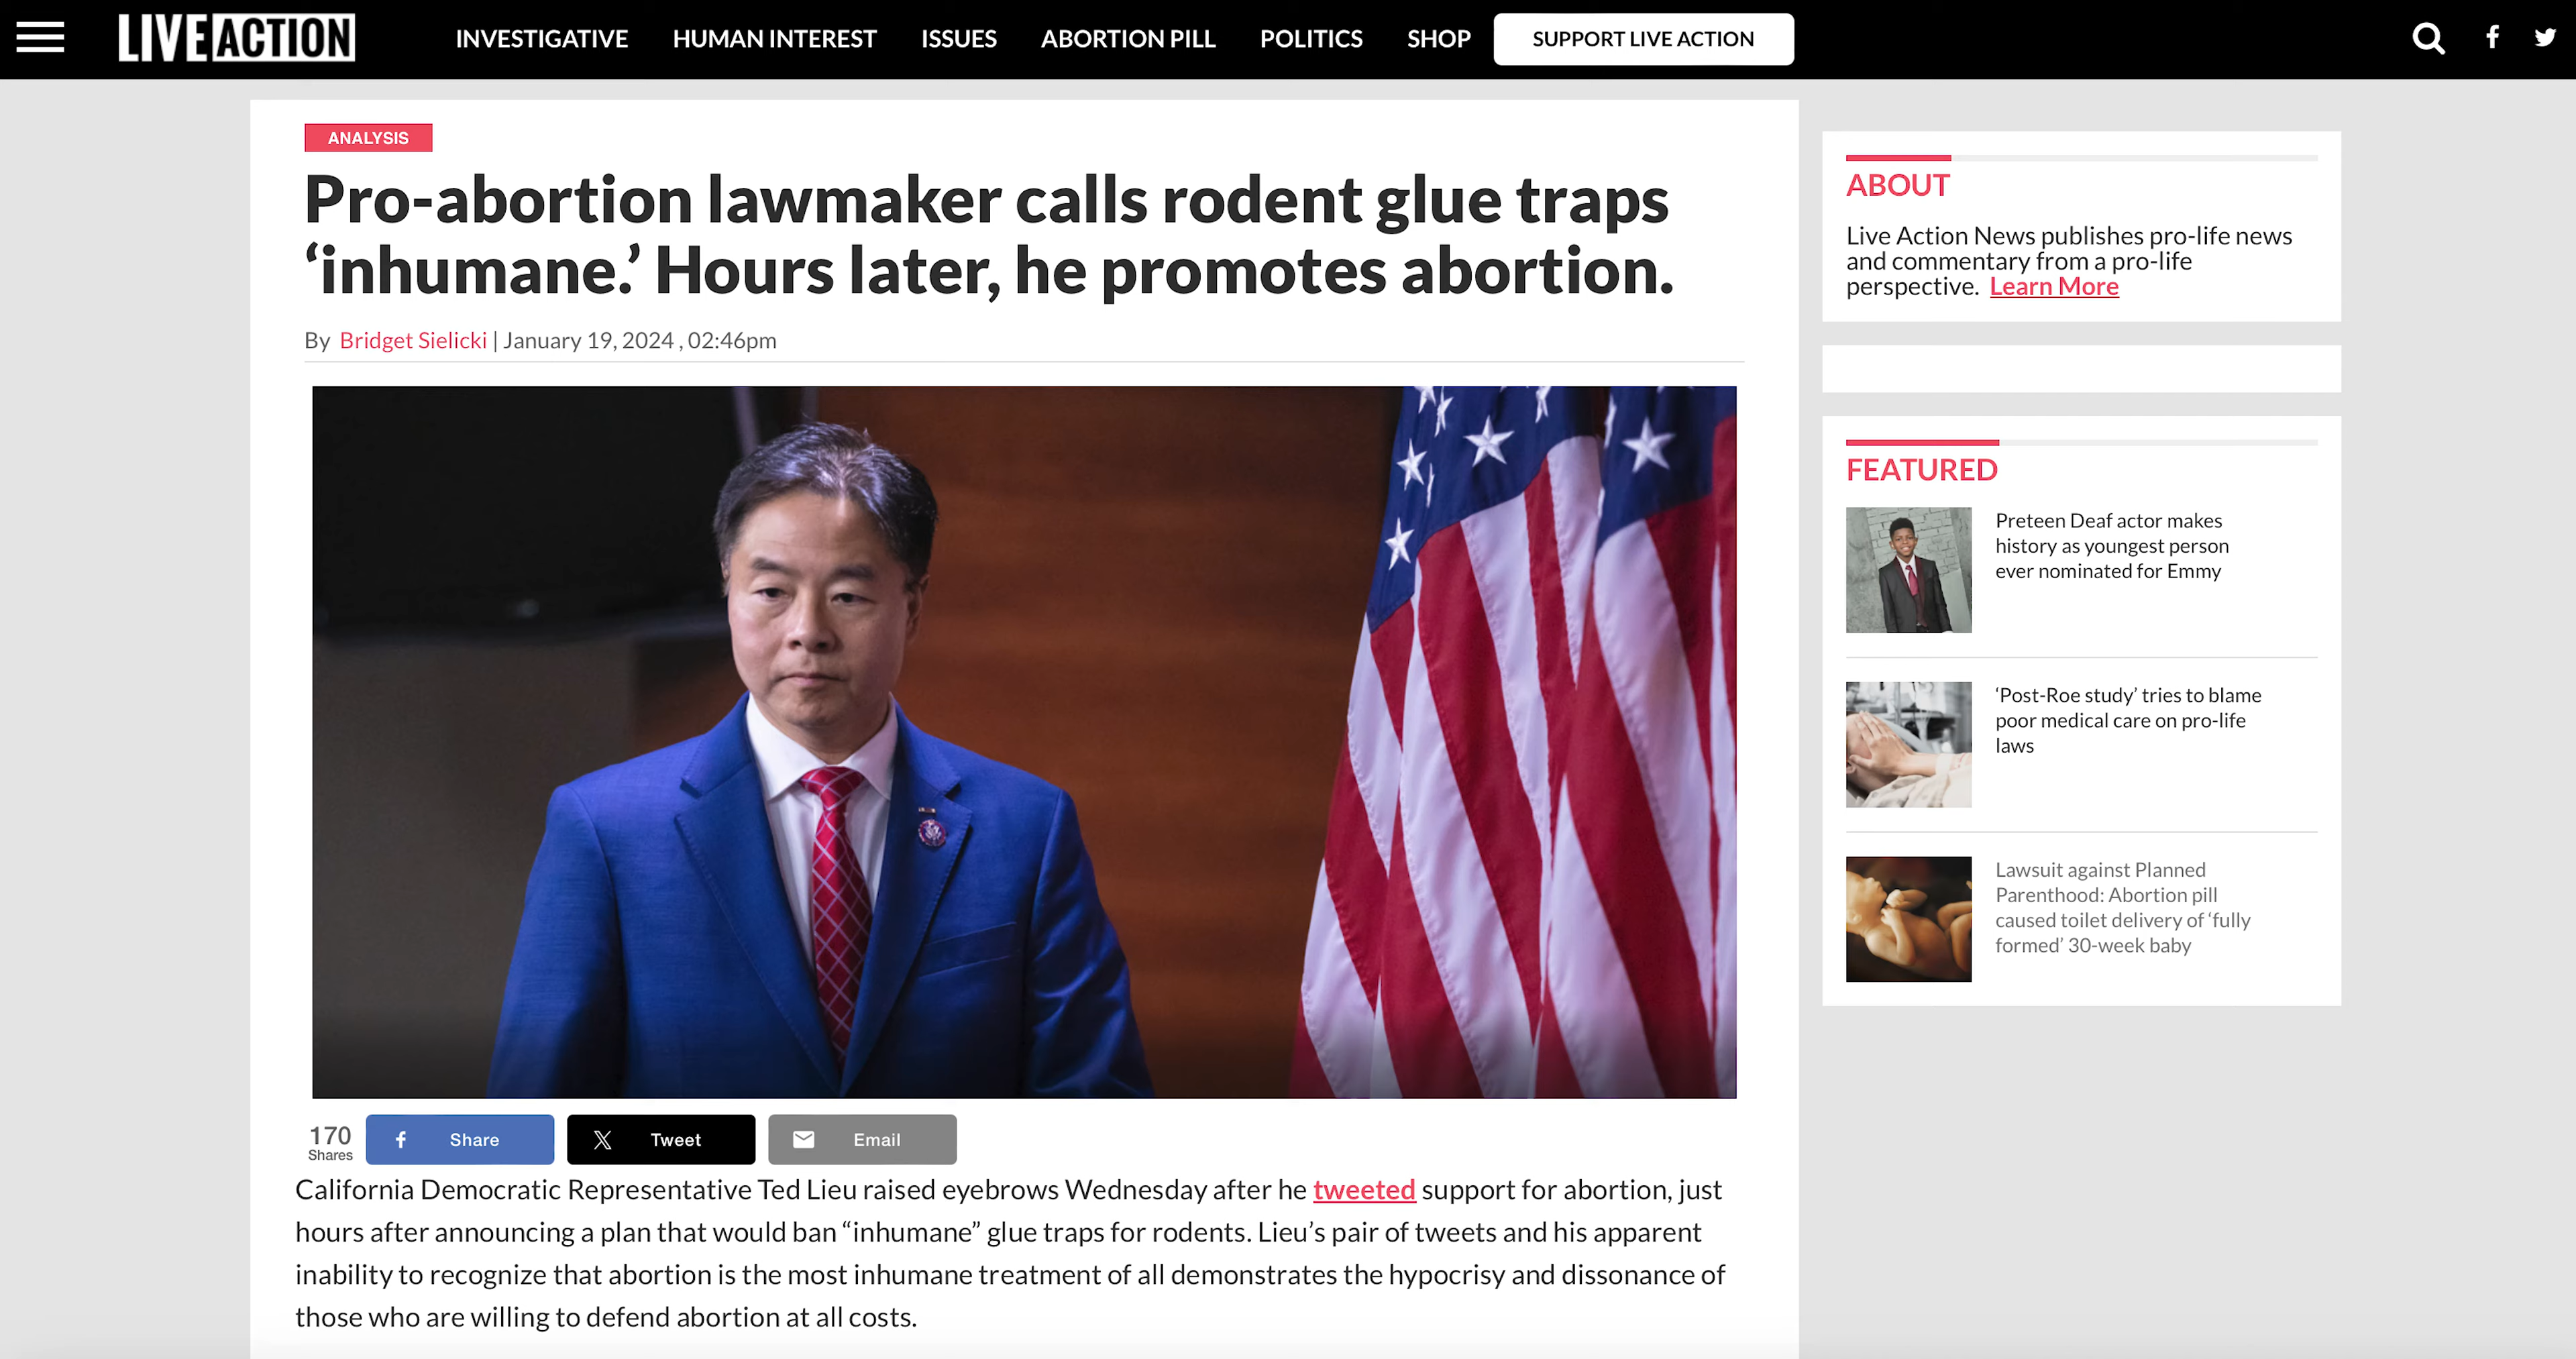 LIVE ACTION
INVESTIGATIVE HUMAN INTEREST ISSUES ABORTION PILL POLITICS SHOP SUPPORT LIVE ACTION
ANALYSIS
Pro-abortion lawmaker calls rodent glue traps
‘inhumane.’ Hours later, he promotes abortion.
By Bridget Sielicki | January 19, 2024 , 02:46pm
170
Shares
Share
Tweet
Email
California Democratic Representative Ted Lieu raised eyebrows Wednesday after he tweeted support for abortion, just
hours after announcing a plan that would ban “inhumane” glue traps for rodents. Lieu’s pair of tweets and his apparent
inability to recognize that abortion is the most inhumane treatment of all demonstrates the hypocrisy and dissonance of
those who are willing to defend abortion at all costs.
ABOUT
Live Action News publishes pro-life news
and commentary from a pro-life
perspective. Learn More
FEATURED
Preteen Deaf actor makes
history as youngest person
ever nominated for Emmy
‘Post-Roe study’ tries to blame
poor medical care on pro-life
laws
Lawsuit against Planned
Parenthood: Abortion pill
caused toilet delivery of ‘fully
formed’ 30-week baby